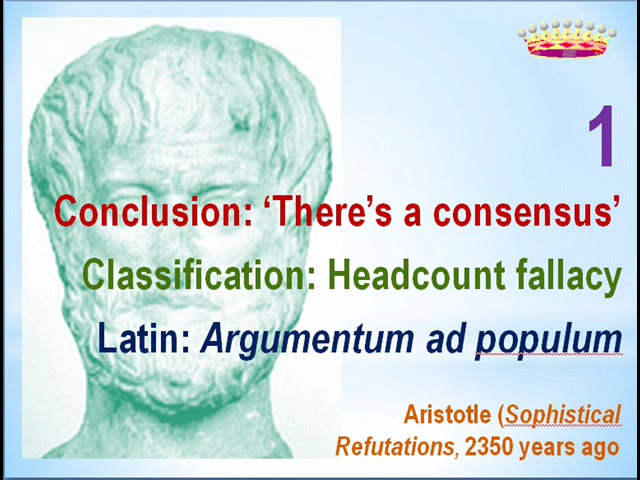 1
Conclusion: ‘There’s a consensus’
Classification: Headcount fallacy
Latin: Argumentum ad populum
Aristotle (Sophistical
Refutations, 2350 years ago